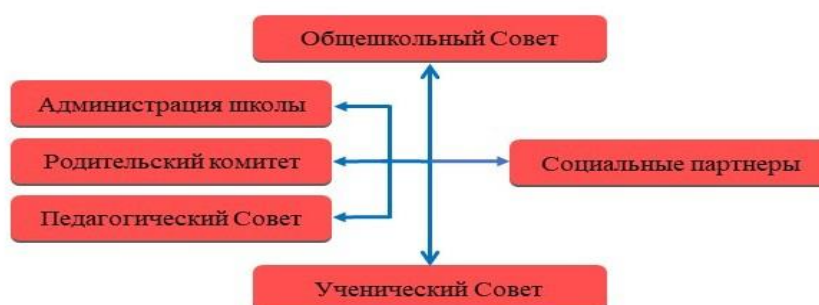 Общешкольный Совет
Администрация школы
Родительский комитет
Социальные партнеры
Педагогический Совет
Ученический Совет